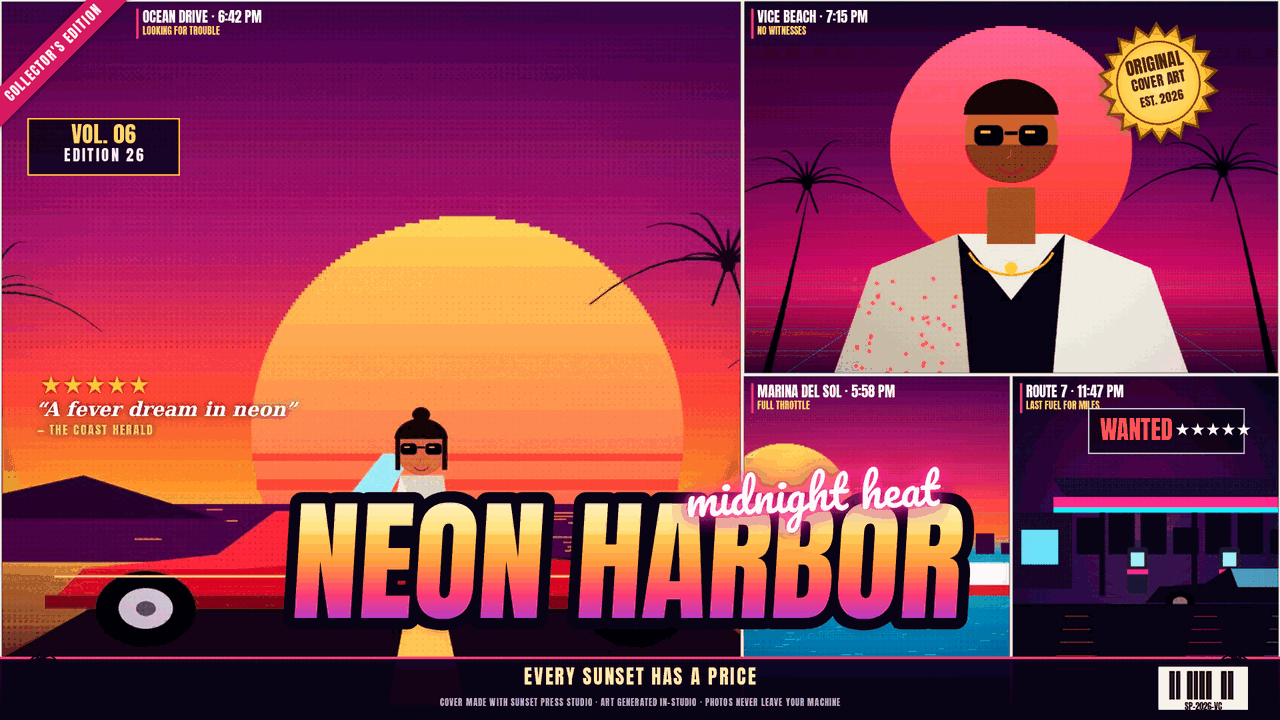 COLLECTOR'S EDITION
OCEAN DRIVE · 6:42 PM
LOOKING FOR TROUBLE
VOL. 06
EDITION 26
★★★★★
“A fever dream in neon”
– THE COAST HERALD
VICE BEACH · 7:15 PM
NO WITNESSES
ORIGINAL
COVER ART
EST. 2026
MARINA DEL SOL · 5:58 PM
FULL THROTTLE
ROUTE 7 · 11:47 PM
LAST FUEL FOR MILES
WANTED ★★★★★
midnight heat
NEON HARBOR
EVERY SUNSET HAS A PRICE
COVER MADE WITH SUNSET PRESS STUDIO · ART GENERATED IN-STUDIO · PHOTOS NEVER LEAVE YOUR MACHINE
SP-2026-VC